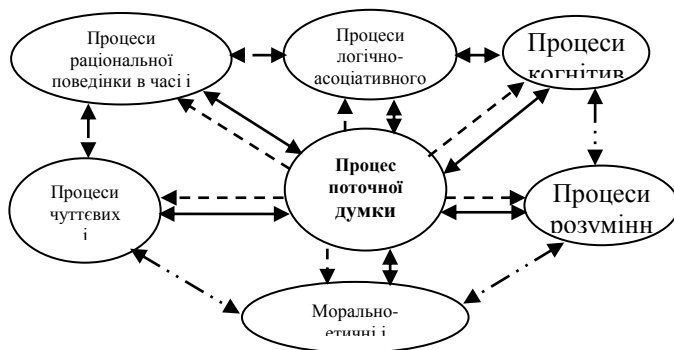 Процеси
раціональної
поведінки в часі і
Процеси
логічно-
асоціативного
Процеси
когнітив
Процес
поточної
думки
Процеси
чуттєвих
і
Процеси
розумінн
Морально-
етичні і